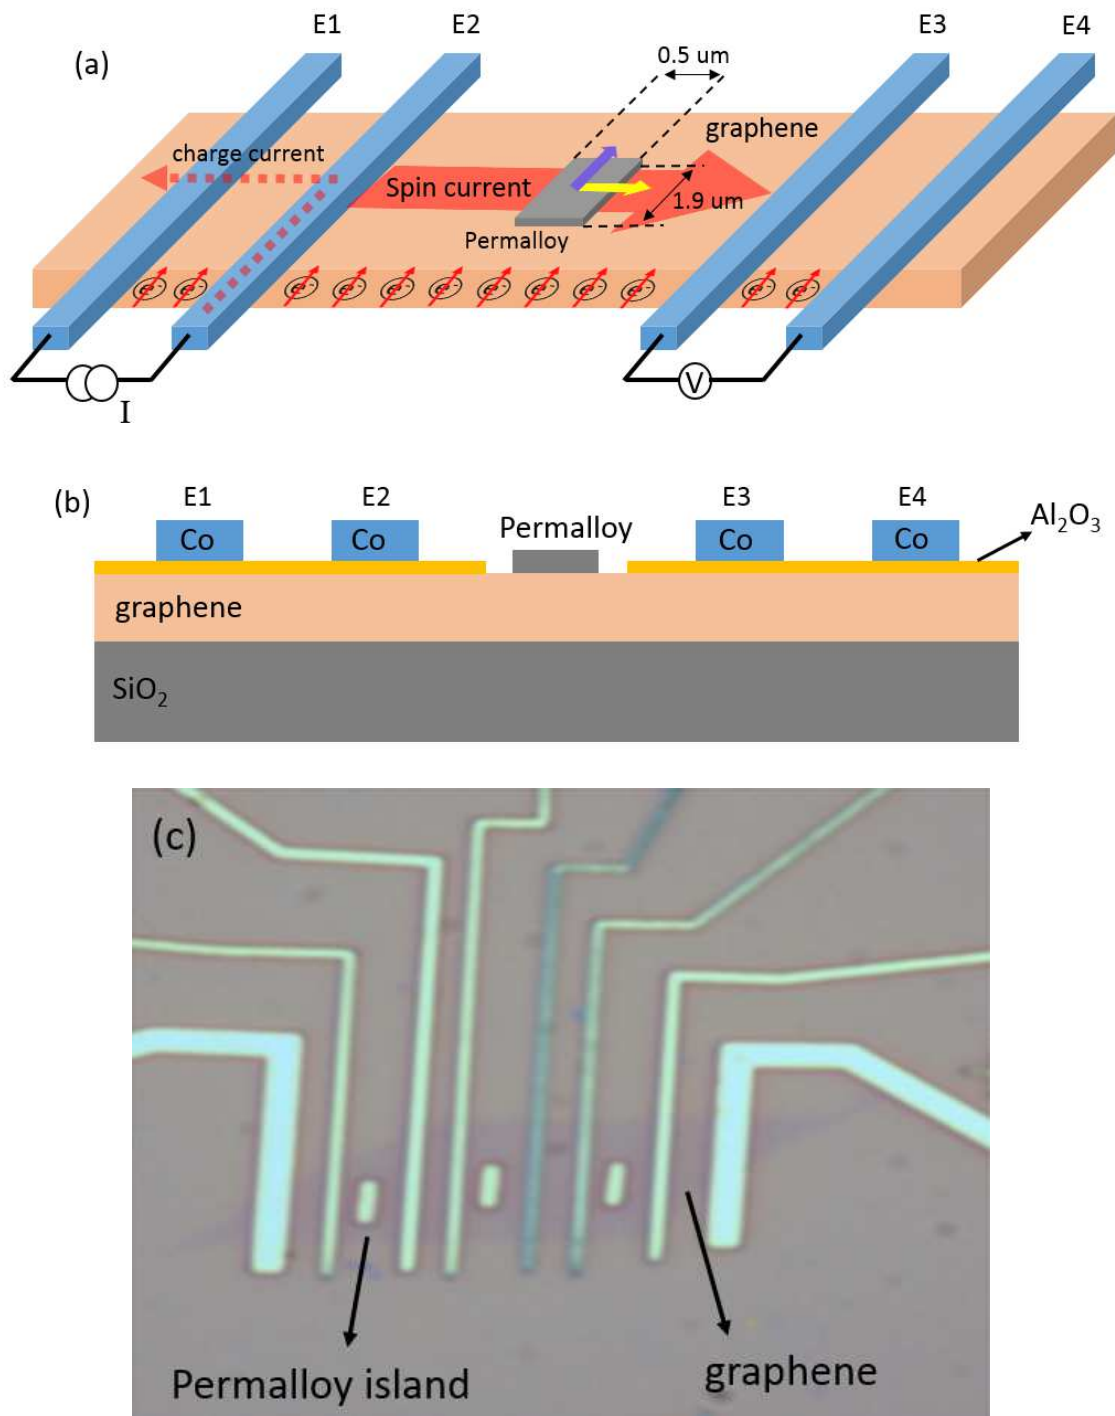 (a)
E1
E2
E3
E4
0.5 um
graphene
charge current
Spin current
1.9 um
Permalloy
e- e- e- e- e- e- e- e- e- e- e- e-
I
V
(b)
E1
E2
E3
E4
Co
Co
Permalloy
Co
Co
Al₂O₃
graphene
SiO₂
(c)
Permalloy island
graphene